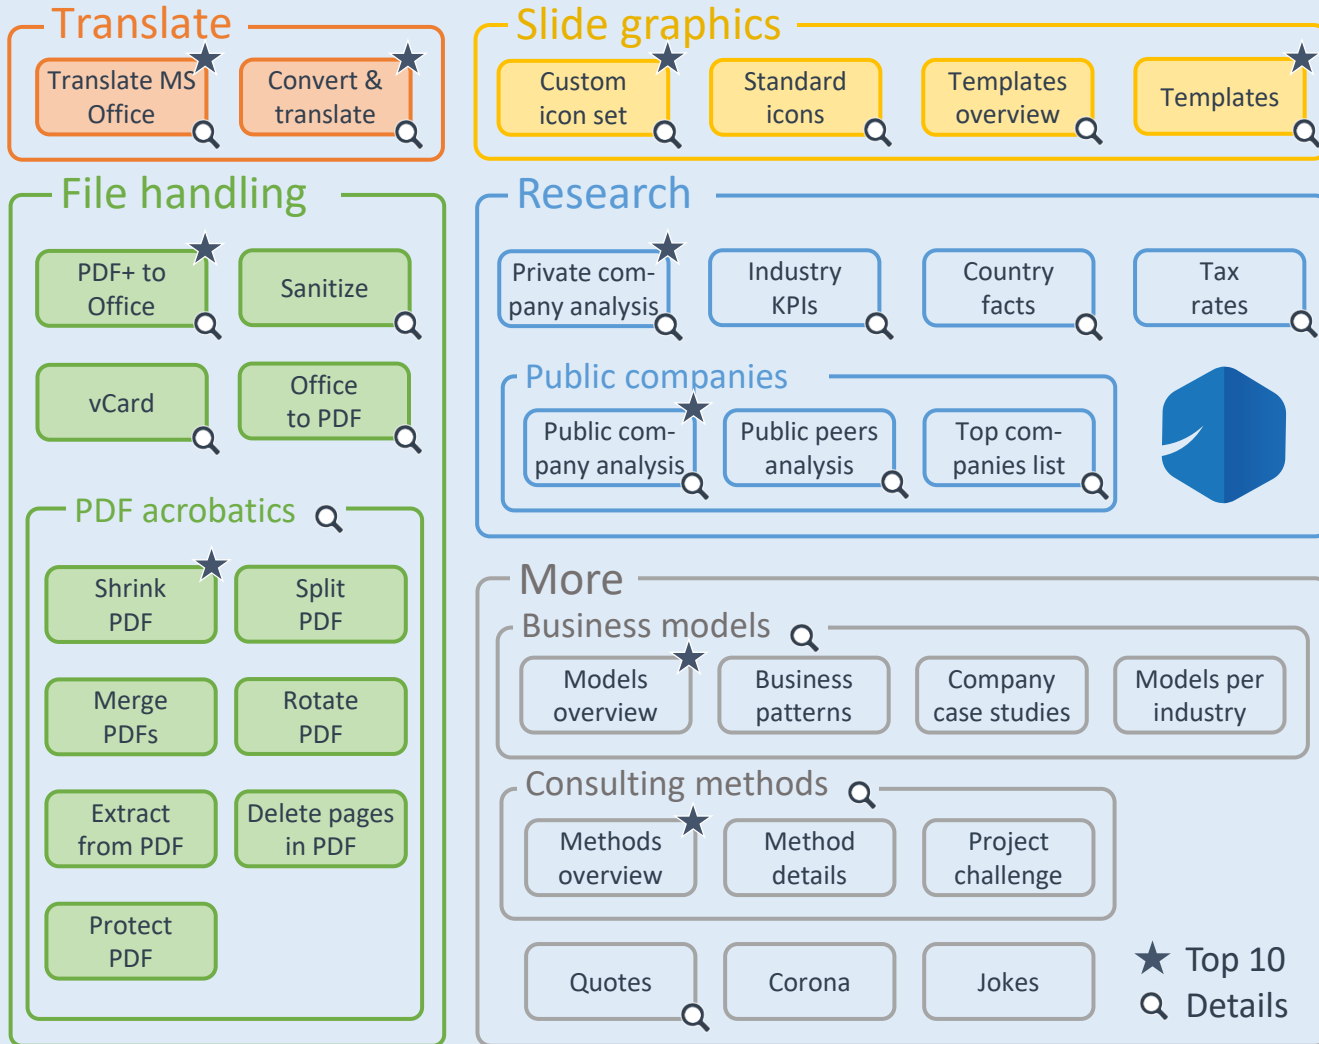 Translate
Translate MS
Office
Convert &
translate
Slide graphics
Custom
icon set
Standard
icons
Templates
overview
Templates
File handling
PDF+ to
Office
Sanitize
vCard
Office
to PDF
PDF acrobatics
Shrink
PDF
Split
PDF
Merge
PDFs
Rotate
PDF
Extract
from PDF
Delete pages
in PDF
Protect
PDF
Research
Private com-
pany analysis
Industry
KPIs
Country
facts
Tax
rates
Public companies
Public com-
pany analysis
Public peers
analysis
Top com-
panies list
More
Business models
Models
overview
Business
patterns
Company
case studies
Models per
industry
Consulting methods
Methods
overview
Method
details
Project
challenge
Quotes
Corona
Jokes
Top 10
Details